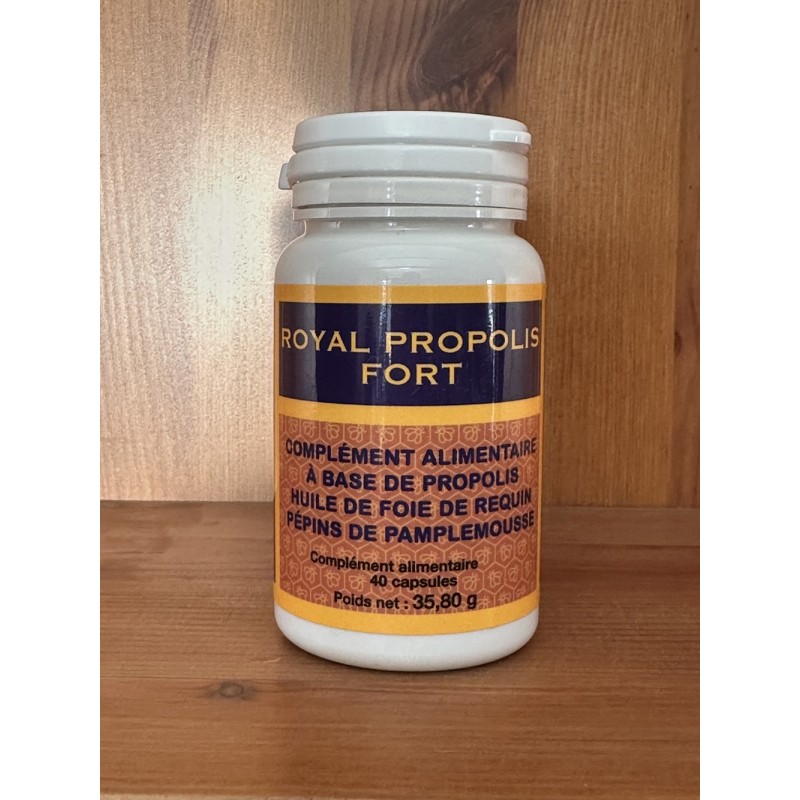 ROYAL PROPOLIS
FORT
COMPLÉMENT ALIMENTAIRE
À BASE DE PROPOLIS
HUILE DE FOIE DE REQUIN
PÉPINS DE PAMPLEMOUSSE
Complément alimentaire
40 capsules
Poids net : 35,80 g